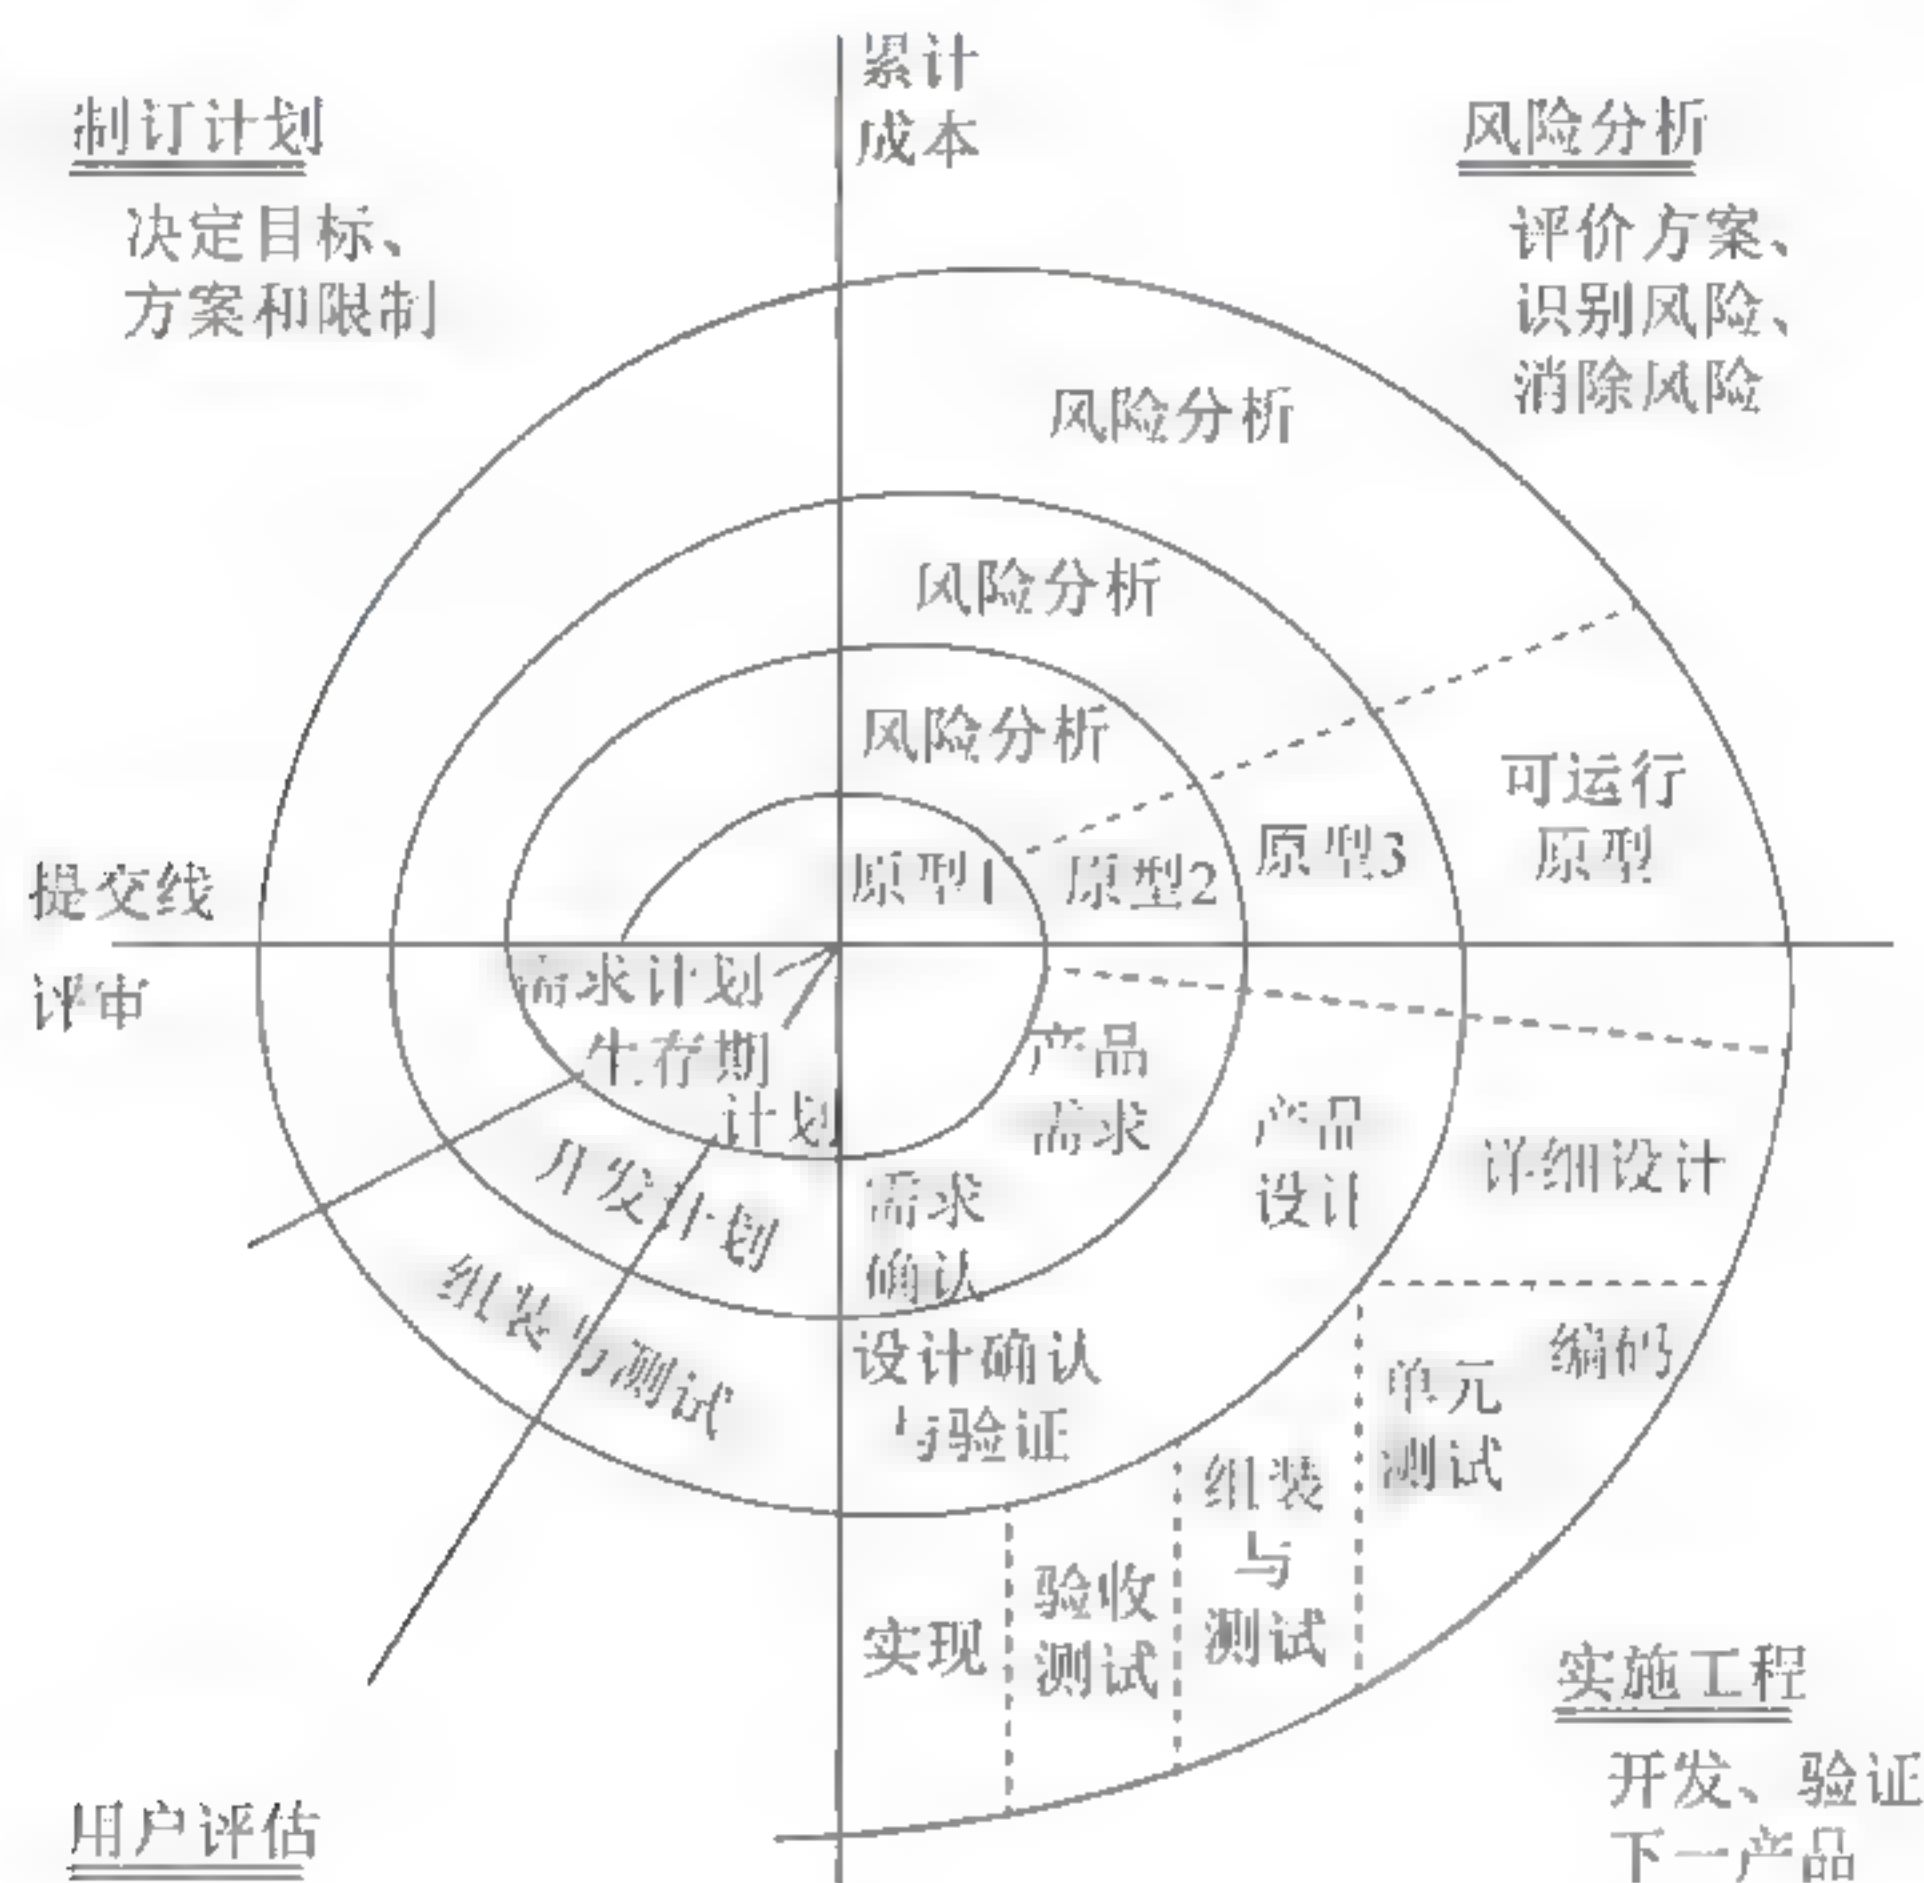 累计
成本
制订计划
决定目标、
方案和限制
风险分析
评价方案、
识别风险、
消除风险
风险分析
风险分析
风险分析
可运行
原型
原型1
原型2
原型3
提交线
评审
需求计划
生存期
计划
开发计划
组装与测试
产品
需求
产品
设计
详细设计
需求
确认
设计确认
与验证
编码
单元
测试
组装
与
测试
验收
测试
实现
实施工程
开发、验证
下一产品
用户评估